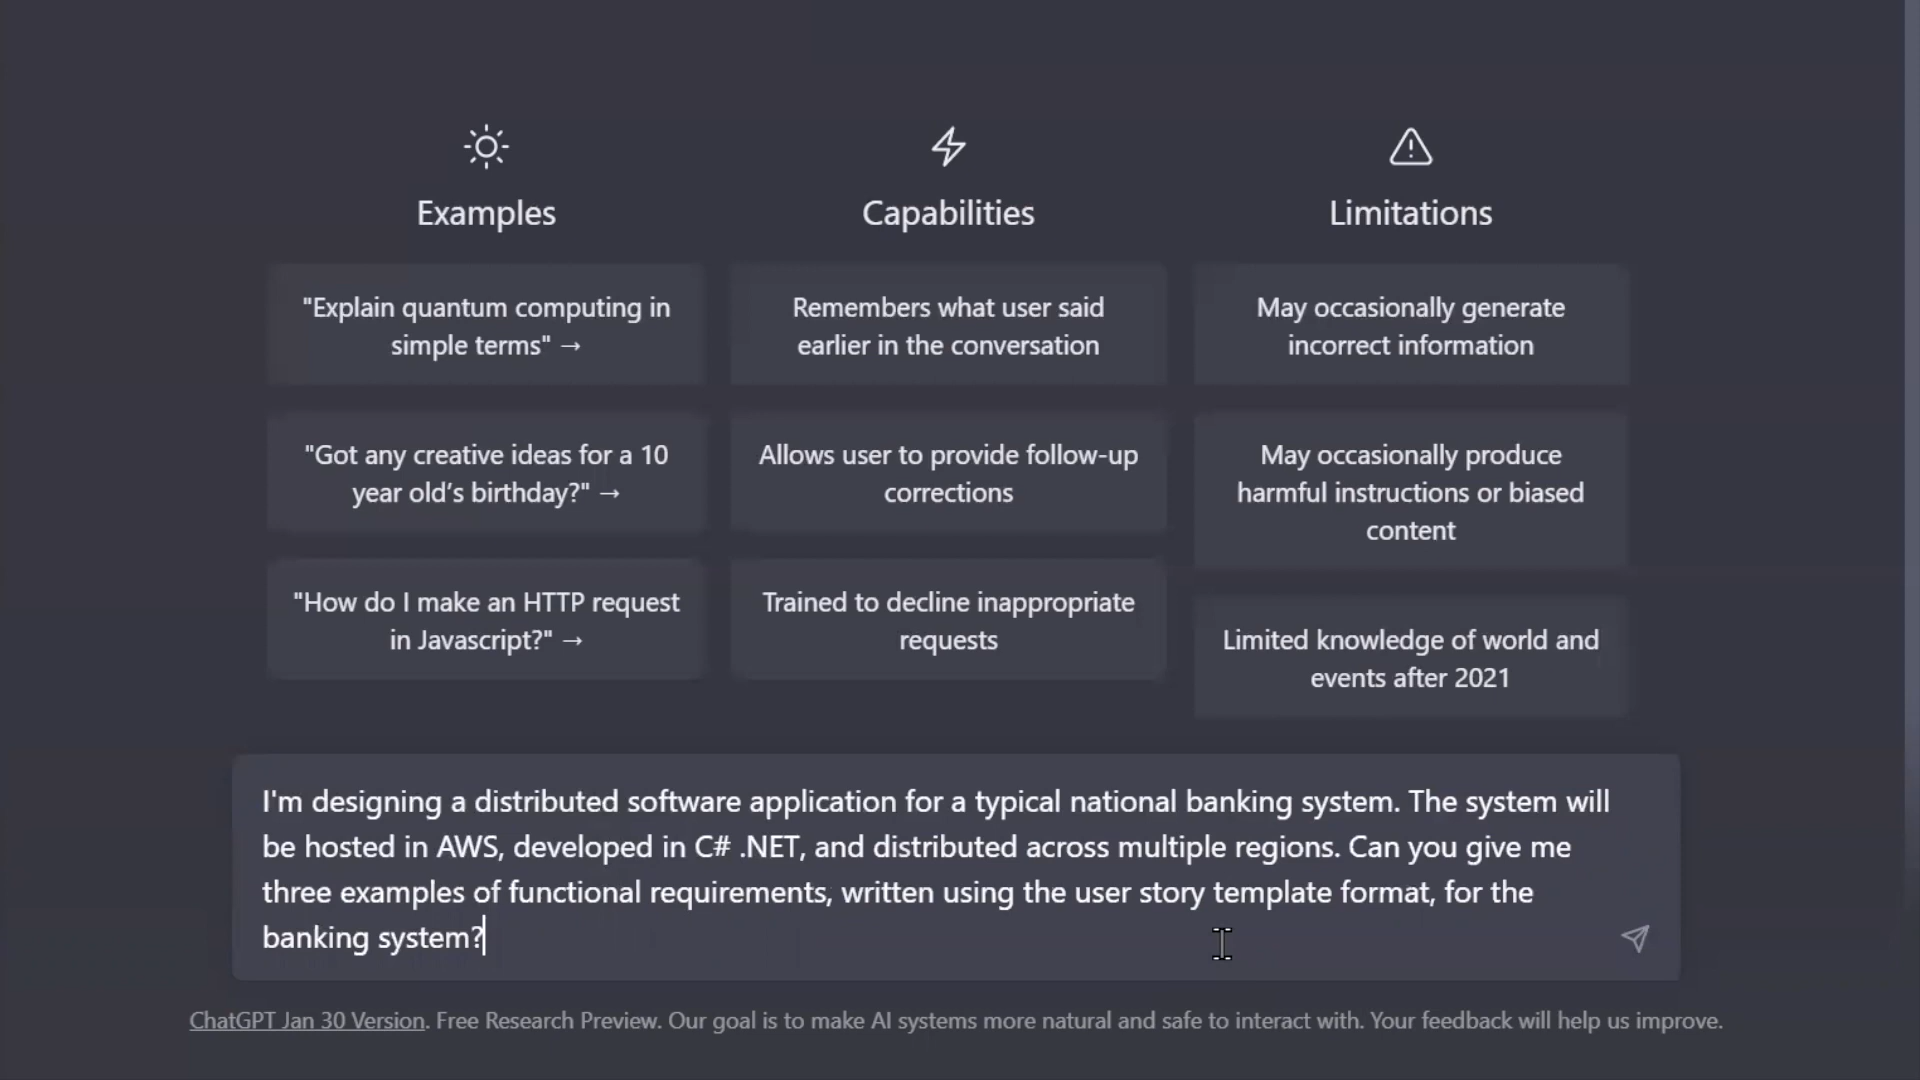 Examples
Capabilities
Limitations
"Explain quantum computing in
simple terms" →
Remembers what user said
earlier in the conversation
May occasionally generate
incorrect information
"Got any creative ideas for a 10
year old’s birthday?" →
Allows user to provide follow-up
corrections
May occasionally produce
harmful instructions or biased
content
"How do I make an HTTP request
in Javascript?" →
Trained to decline inappropriate
requests
Limited knowledge of world and
events after 2021
I'm designing a distributed software application for a typical national banking system. The system will
be hosted in AWS, developed in C# .NET, and distributed across multiple regions. Can you give me
three examples of functional requirements, written using the user story template format, for the
banking system?
ChatGPT Jan 30 Version. Free Research Preview. Our goal is to make AI systems more natural and safe to interact with. Your feedback will help us improve.